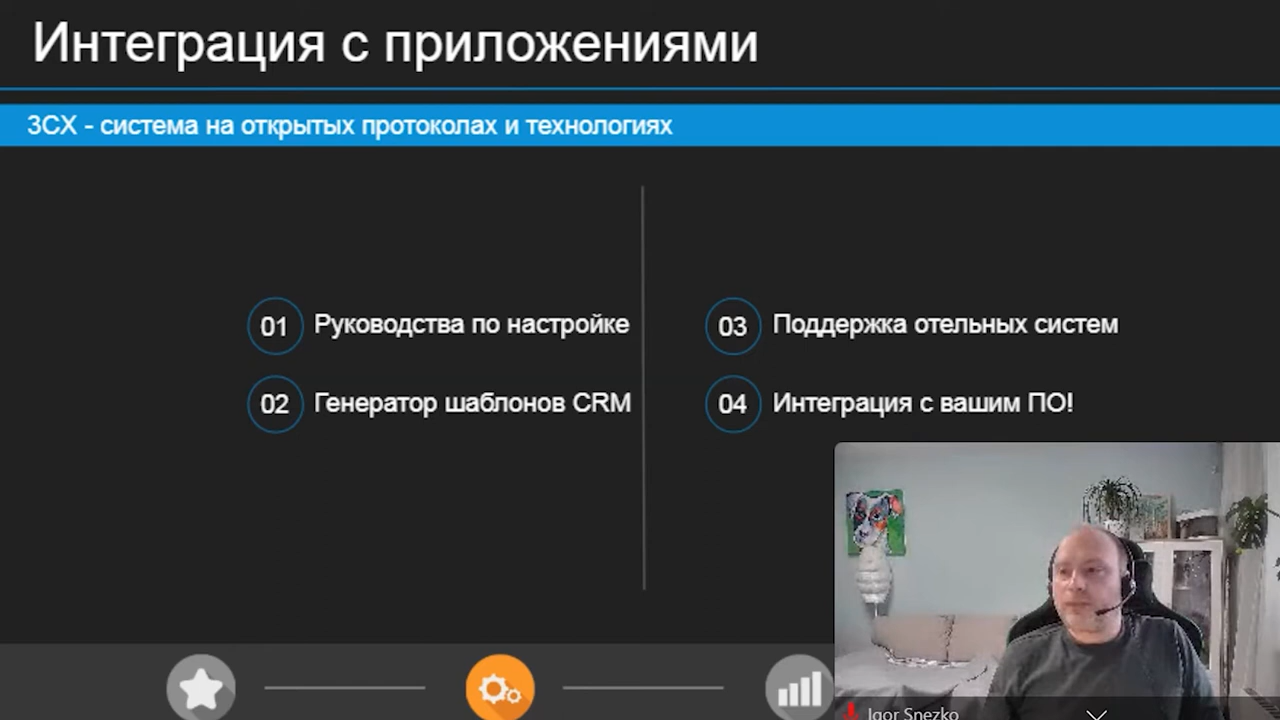 Интеграция с приложениями
3CX - система на открытых протоколах и технологиях
01 Руководства по настройке
02 Генератор шаблонов CRM
03 Поддержка отельных систем
04 Интеграция с вашим ПО!
Igor Snezko